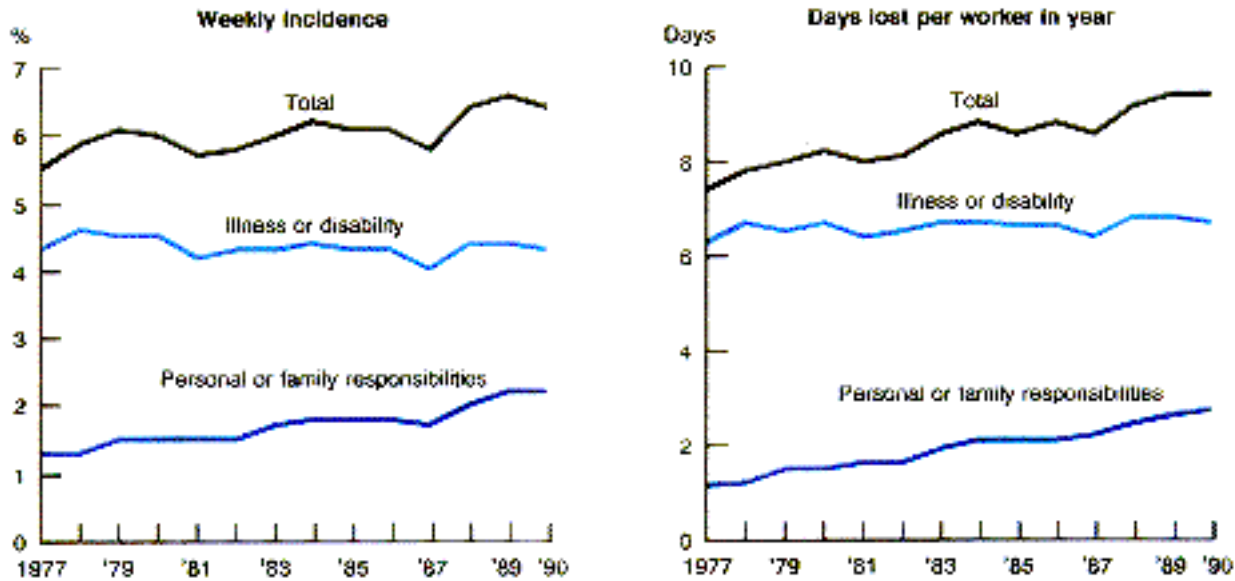 Weekly incidence
%
7
6
5
4
3
2
1
0
Total
Illness or disability
Personal or family responsibilities
1977 '79 '81 '83 '85 '87 '89 '90
Days lost per worker in year
Days
10
8
6
4
2
0
Total
Illness or disability
Personal or family responsibilities
1977 '79 '81 '83 '85 '87 '89 '90